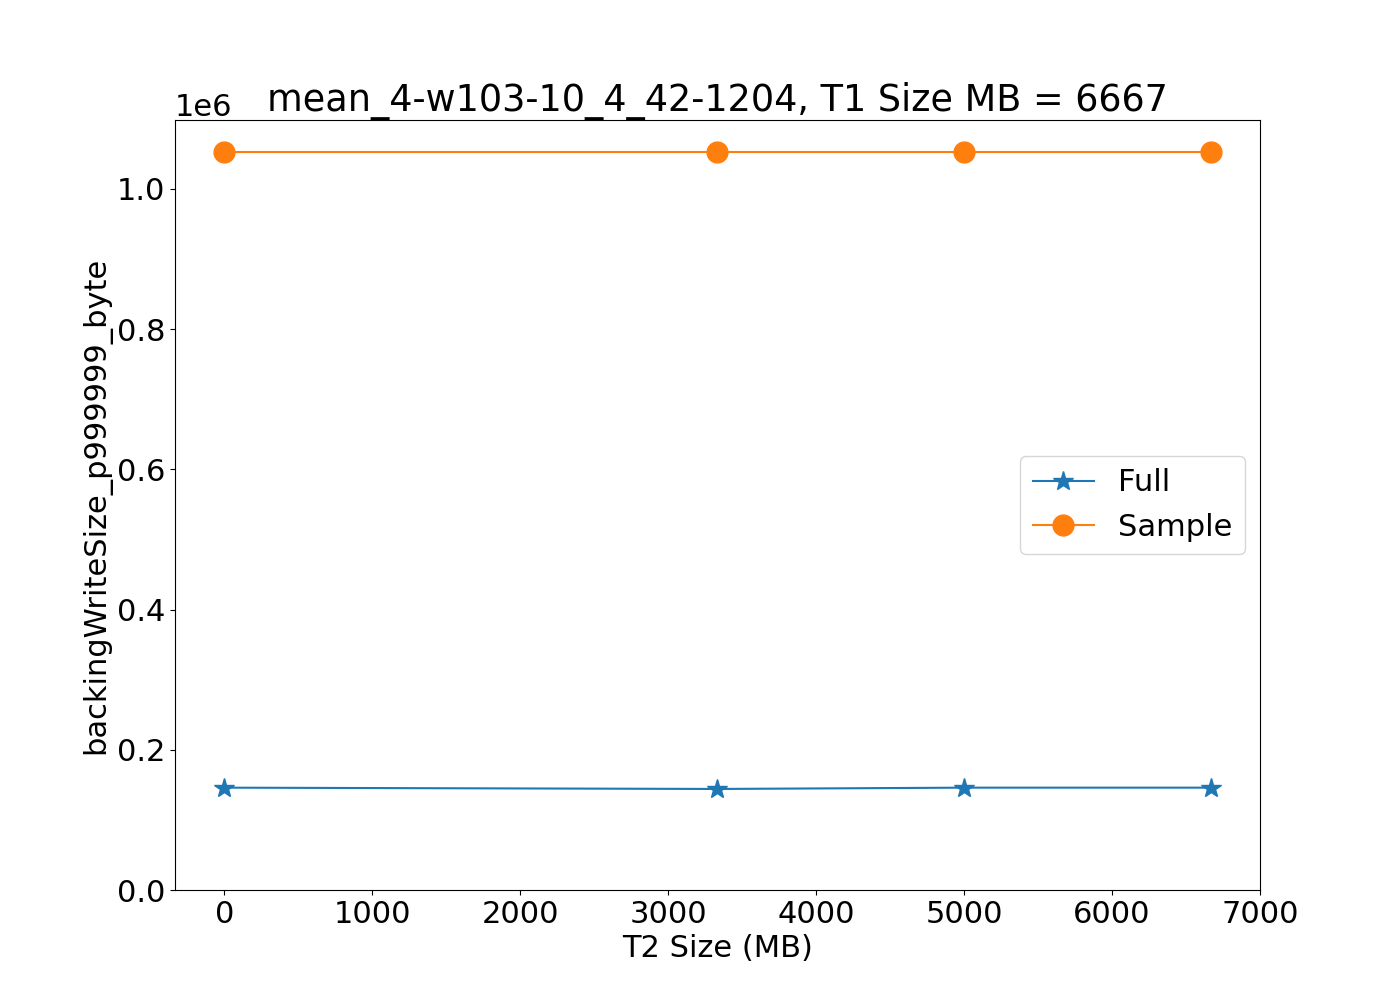 mean_4-w103-10_4_42-1204, T1 Size MB = 6667
1e6
1.0
0.8
0.6
0.4
0.2
0.0
backingWriteSize_p999999_byte
Full
Sample
0 1000 2000 3000 4000 5000 6000 7000
T2 Size (MB)